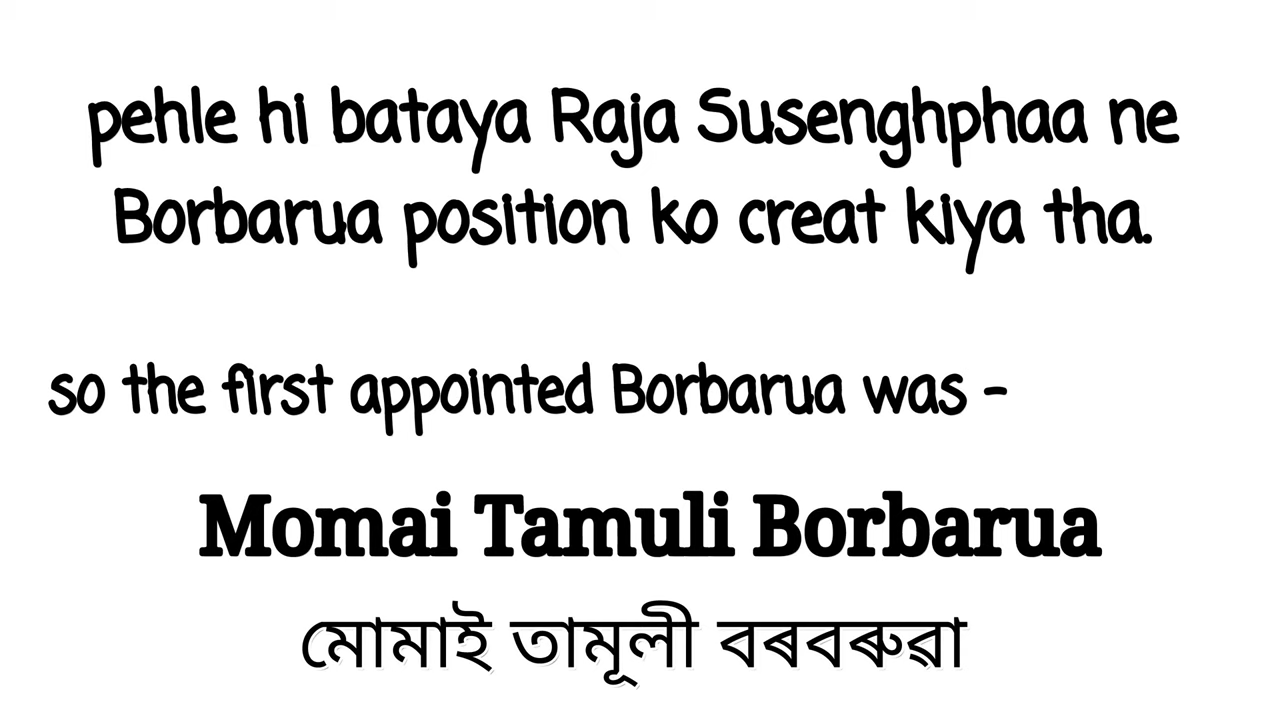 pehle hi bataya Raja Susenghphaa ne
Borbarua position ko creat kiya tha.
so the first appointed Borbarua was -
Momai Tamuli Borbarua
মোমাই তামূলী বৰবৰুৱা